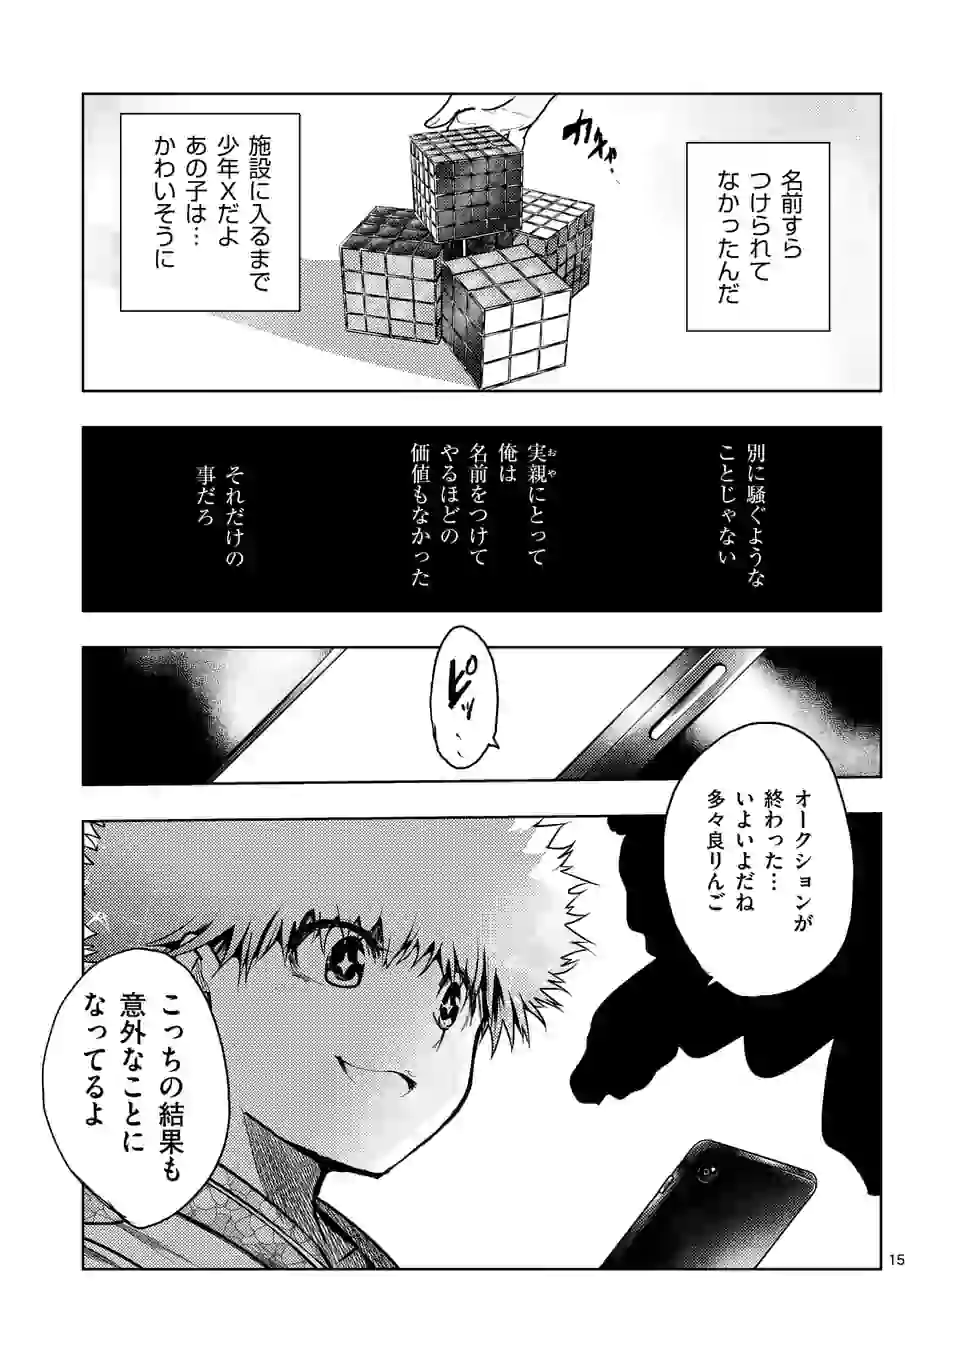 名前すら
つけられて
なかったんだ
カクャ
施設に入るまで
少年Xだよ
あの子は…
かわいそうに
別に騒ぐような
ことじゃない
実親にとって
おや
俺は
名前をつけて
やるほどの
価値もなかった
それだけの
事だろ
ピッ…
オークションが
終わった…
いよいよだね
多々良りんご
こっちの結果も
意外なことに
なってるよ
15